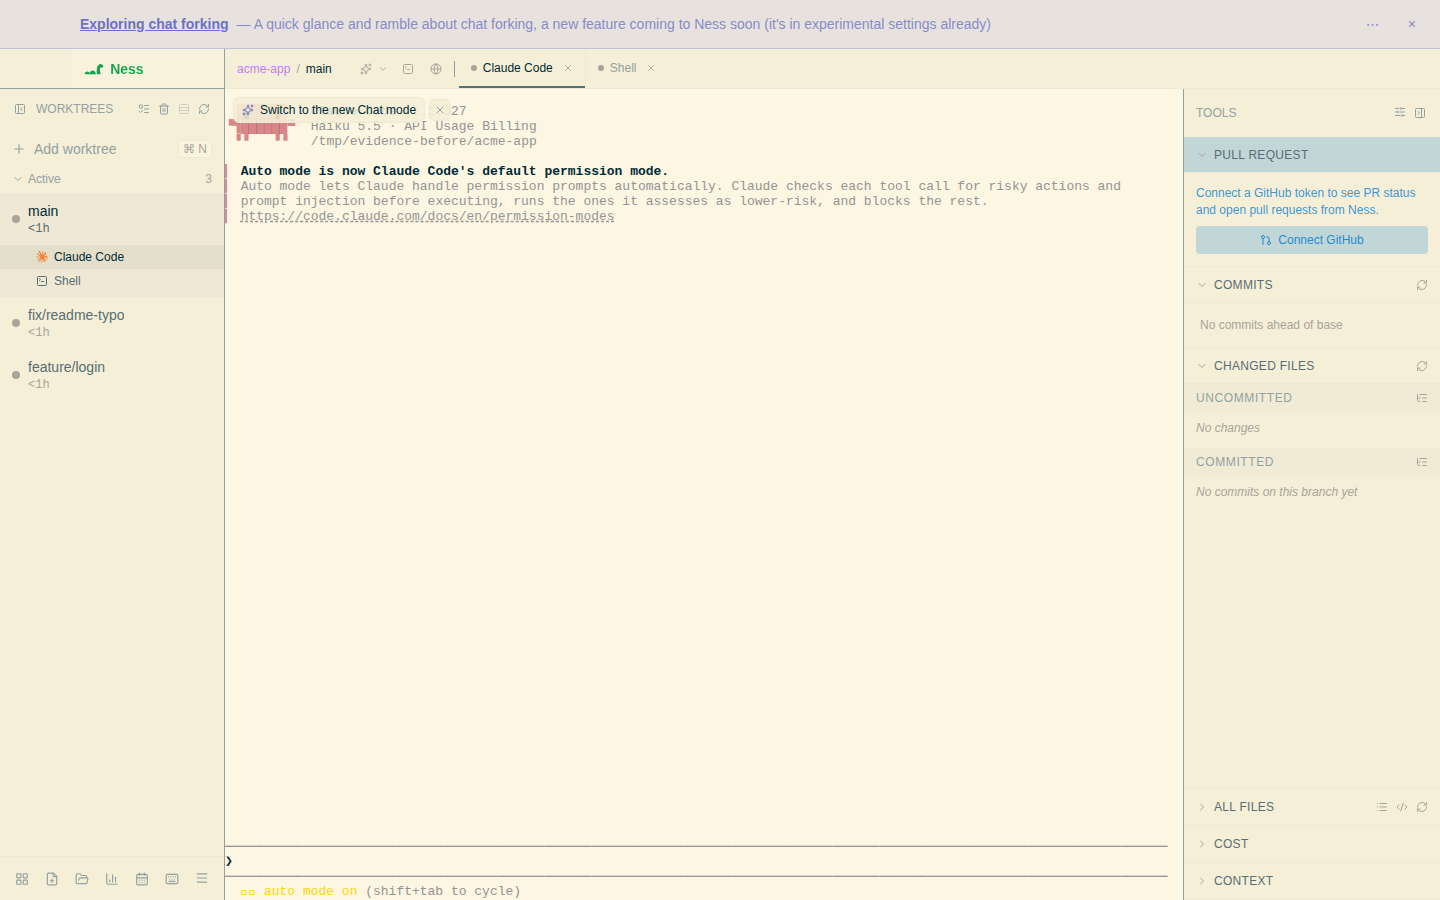 Exploring chat forking — A quick glance and ramble about chat forking, a new feature coming to Ness soon (it's in experimental settings already)
Ness
acme-app / main
Claude Code
Shell
WORKTREES
Add worktree
⌘ N
Active
3
main
<1h
Claude Code
Shell
fix/readme-typo
<1h
feature/login
<1h
Switch to the new Chat mode
27
Haiku 5.5 · API Usage Billing
/tmp/evidence-before/acme-app
Auto mode is now Claude Code's default permission mode.
Auto mode lets Claude handle permission prompts automatically. Claude checks each tool call for risky actions and
prompt injection before executing, runs the ones it assesses as lower-risk, and blocks the rest.
https://code.claude.com/docs/en/permission-modes
❯
auto mode on (shift+tab to cycle)
TOOLS
PULL REQUEST
Connect a GitHub token to see PR status
and open pull requests from Ness.
Connect GitHub
COMMITS
No commits ahead of base
CHANGED FILES
UNCOMMITTED
No changes
COMMITTED
No commits on this branch yet
ALL FILES
COST
CONTEXT